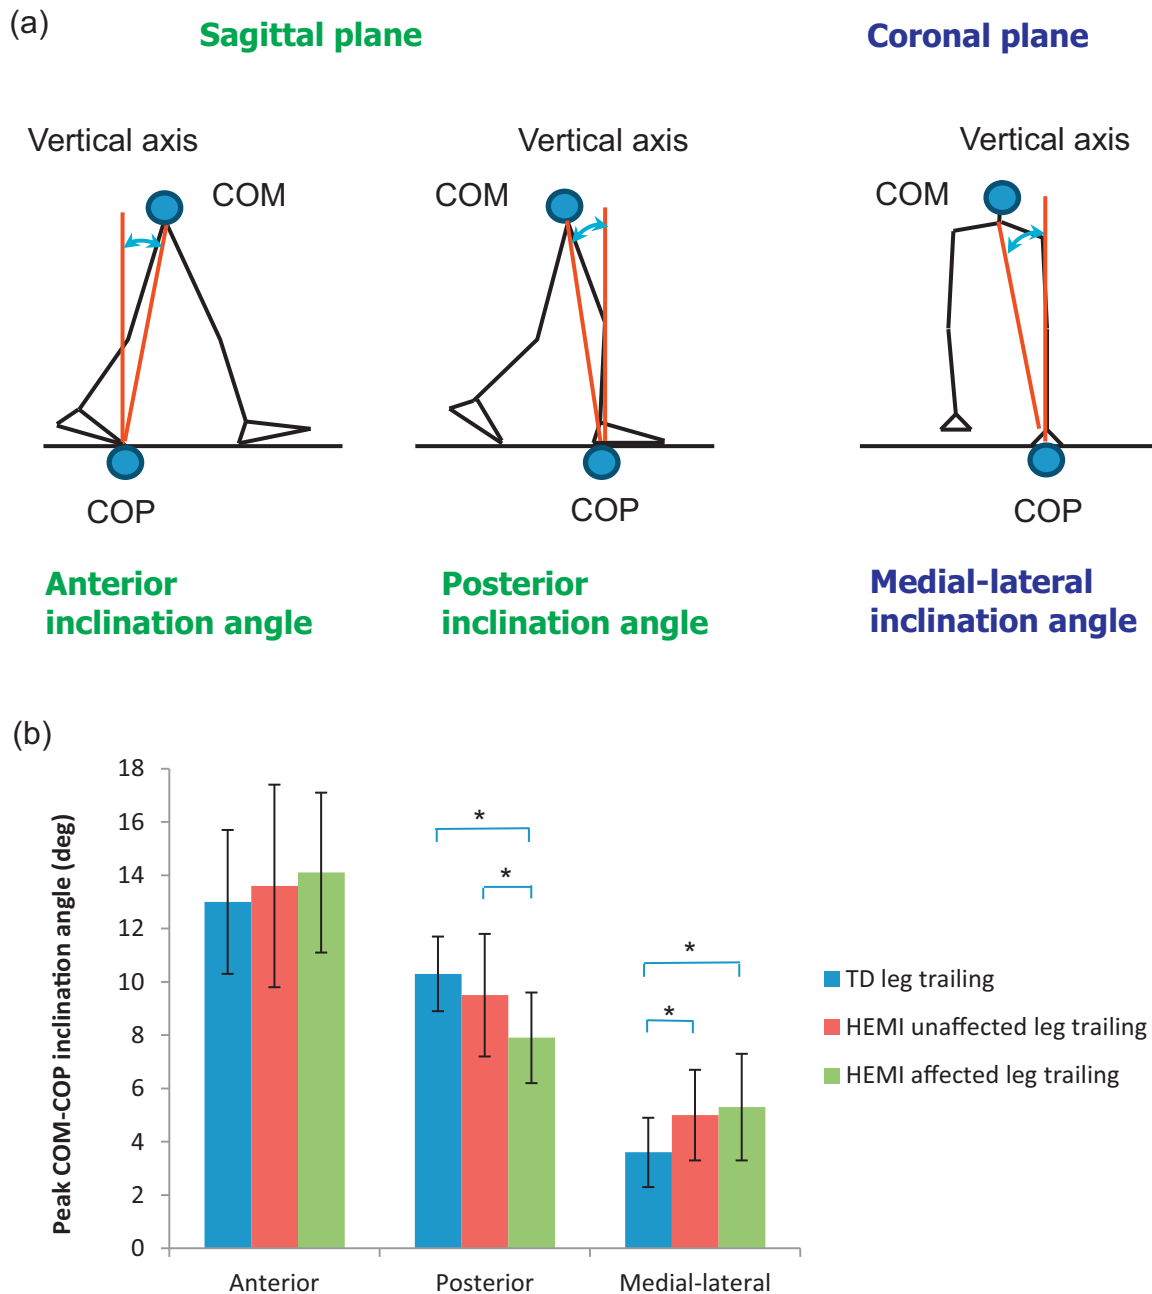 (a)
Sagittal plane
Coronal plane
Vertical axis
Vertical axis
Vertical axis
COM
COM
COM
COP
COP
COP
Anterior
inclination angle
Posterior
inclination angle
Medial-lateral
inclination angle
(b)
Peak COM-COP inclination angle (deg)
18
16
14
12
10
8
6
4
2
0
*
*
*
*
Anterior
Posterior
Medial-lateral
TD leg trailing
HEMI unaffected leg trailing
HEMI affected leg trailing